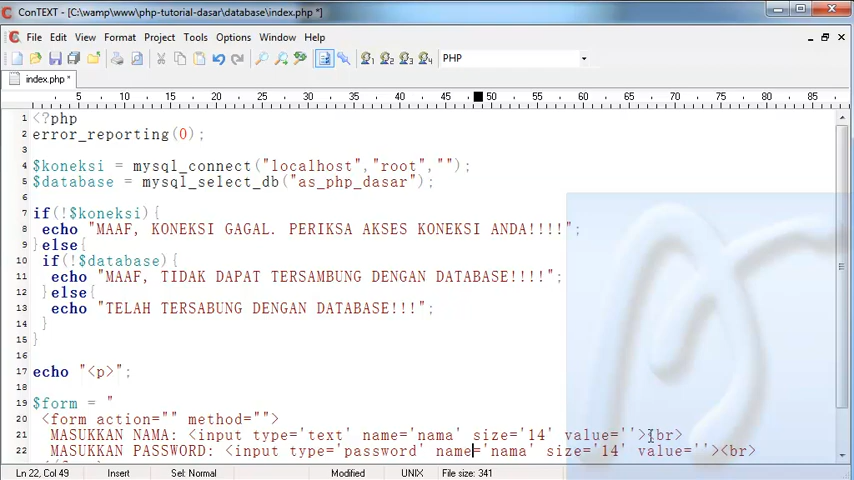 ConTEXT - [C:\wamp\www\php-tutorial-dasar\database\index.php *]
File Edit View Format Project Tools Options Window Help
1 2 3 4 PHP
index.php *
0 5 10 15 20 25 30 35 40 45 50 55 60 65 70 75 80 85
1 <?php
2 error_reporting(0);
3
4 $koneksi = mysql_connect("localhost","root","");
5 $database = mysql_select_db("as_php_dasar");
6
7 if(!$koneksi){
8 echo "MAAF, KONEKSI GAGAL. PERIKSA AKSES KONEKSI ANDA!!!!";
9 }else{
10 if(!$database){
11 echo "MAAF, TIDAK DAPAT TERSAMBUNG DENGAN DATABASE!!!!";
12 }else{
13 echo "TELAH TERSABUNG DENGAN DATABASE!!!";
14 }
15 }
16
17 echo "<p>";
18
19 $form = "
20 <form action="" method="">
21 MASUKKAN NAMA: <input type='text' name='nama' size='14' value=''><br>
22 MASUKKAN PASSWORD: <input type='password' name='nama' size='14' value=''><br>
Ln 22, Col 49 Insert Modified UNIX File size: 341